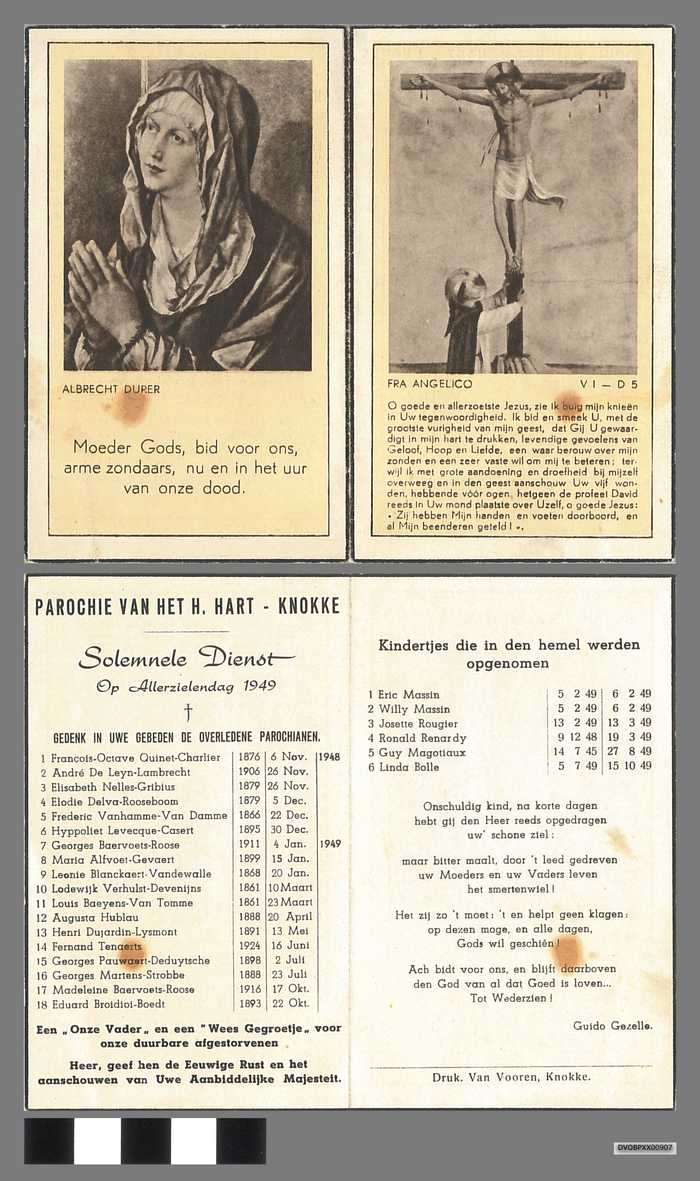 ALBRECHT DURER
Moeder Gods, bid voor ons,
arme zondaars, nu en in het uur
van onze dood.
FRA ANGELICO VI — D 5
O goede en allerzoetste Jezus, zie ik buig mijn knieën
in Uw tegenwoordigheid. Ik bid en smeek U, met de
grootste vurigheid van mijn geest, dat Gij U gewaar-
digt in mijn hart te drukken, levendige gevoelens van
Geloof, Hoop en Liefde, een waar berouw over mijn
zonden en een zeer vaste wil om mij te beteren; ter-
wijl ik met grote aandoening en droefheid bij mijzelf
overweeg en in den geest aanschouw Uw vijf won-
den, hebbende vóór ogen, hetgeen de profeet David
reeds in Uw mond plaatste over Uzelf, o goede Jezus:
« Zij hebben Mijn handen en voeten doorboord, en
al Mijn beenderen geteld ! ».
PAROCHIE VAN HET H. HART - KNOKKE
Solemnele Dienst
Op Allerzielendag 1949
GEDENK IN UWE GEBEDEN DE OVERLEDENE PAROCHIANEN.
1 Francois-Octave Quinet-Charlier 1876 6 Nov. 1948
2 André De Leyn-Lambrecht 1906 26 Nov.
3 Elisabeth Nelles-Gribius 1879 26 Nov.
4 Elodie Delva-Rooseboom 1879 5 Dec.
5 Frederic Vanhamme-Van Damme 1866 22 Dec.
6 Hyppoliet Levecque-Casert 1895 30 Dec.
7 Georges Baervoets-Roose 1911 4 Jan. 1949
8 Maria Alfvoet-Gevaert 1899 15 Jan.
9 Leonie Blanckaert-Vandewalle 1868 20 Jan.
10 Lodewijk Verhulst-Devenijns 1861 10 Maart
11 Louis Baeyens-Van Tomme 1861 23 Maart
12 Augusta Hublau 1888 20 April
13 Henri Dujardin-Lysmont 1891 13 Mei
14 Fernand Tenaerts 1924 16 Juni
15 Georges Pauwaert-Deduytsche 1898 2 Juli
16 Georges Martens-Strobbe 1888 23 Juli
17 Madeleine Baervoets-Roose 1916 17 Okt.
18 Eduard Broidioi-Boedt 1893 22 Okt.
Een „Onze Vader„ en een "Wees Gegroetje„ voor
onze duurbare afgestorvenen
Heer, geef hen de Eeuwige Rust en het
aanschouwen van Uwe Aanbiddelijke Majesteit.
Kindertjes die in den hemel werden
opgenomen
1 Eric Massin 5 2 49 6 2 49
2 Willy Massin 5 2 49 6 2 49
3 Josette Rougier 13 2 49 13 3 49
4 Ronald Renardy 9 12 48 19 3 49
5 Guy Magotiaux 14 7 45 27 8 49
6 Linda Bolle 5 7 49 15 10 49
Onschuldig kind, na korte dagen
hebt gij den Heer reeds opgedragen
uw' schone ziel :
maar bitter maalt, door 't leed gedreven
uw Moeders en uw Vaders leven
het smertenwiel !
Het zij zo 't moet: 't en helpt geen klagen:
op dezen moge, en alle dagen,
Gods wil geschiên !
Ach bidt voor ons, en blijft daarboven
den God van al dat Goed is loven...
Tot Wederzien !
Guido Gezelle.
Druk. Van Vooren, Knokke.
DVOBPXX00907